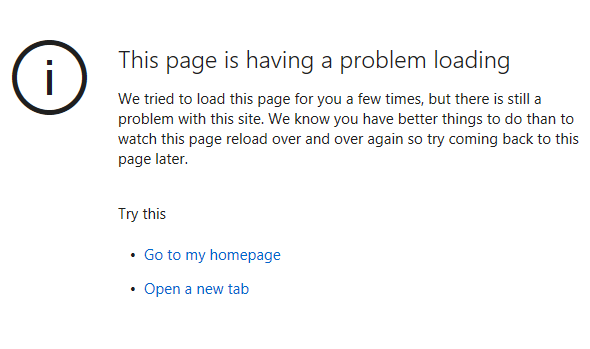 i
This page is having a problem loading
We tried to load this page for you a few times, but there is still a
problem with this site. We know you have better things to do than to
watch this page reload over and over again so try coming back to this
page later.
Try this
• Go to my homepage
• Open a new tab